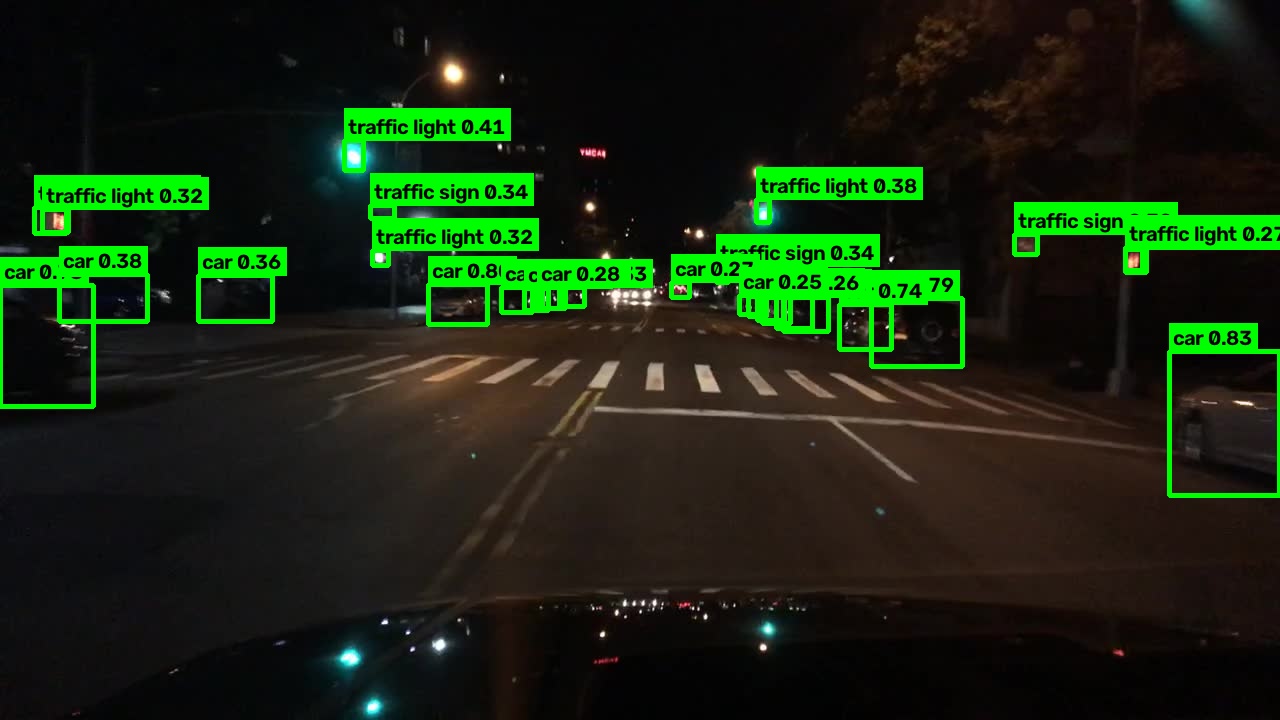 traffic light 0.41
YMCA
traffic light 0.38
traffic sign 0.34
traffic light 0.32
traffic sign
traffic light 0.32
traffic light 0.27
traffic sign 0.34
car 0.38
car 0.36
car
car 0.8
car 0.28
car 0.27
car 0.25
.26
0.74
79
car 0.83